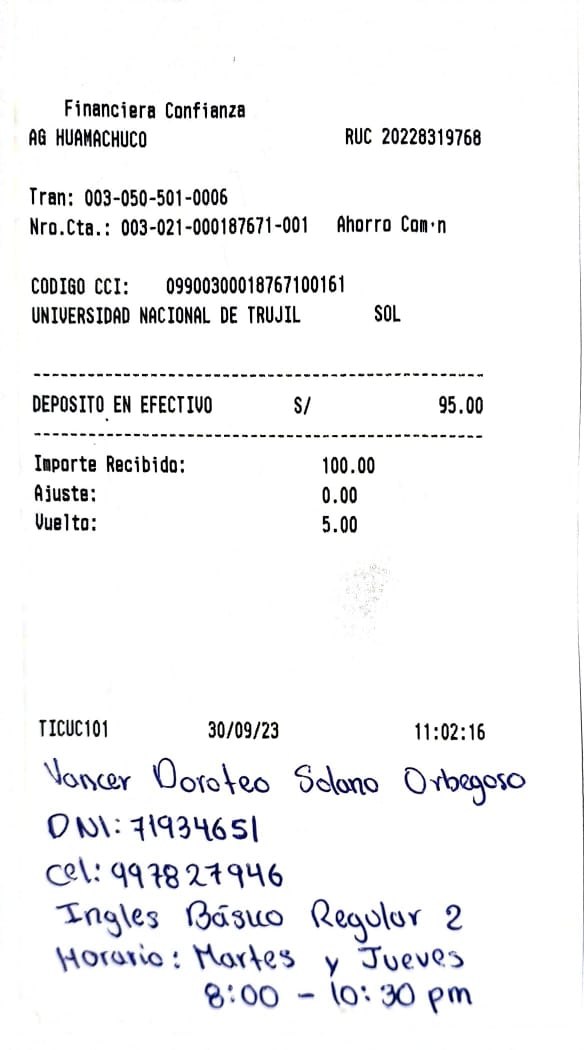 Financiera Confianza
AG HUAMACHUCO RUC 20228319768
Tran: 003-050-501-0006
Nro.Cta.: 003-021-000187671-001 Ahorro Com·n
CODIGO CCI: 09900300018767100161
UNIVERSIDAD NACIONAL DE TRUJIL SOL
DEPOSITO EN EFECTIVO S/ 95.00
Importe Recibido: 100.00
Ajuste: 0.00
Vuelto: 5.00
TICUC101 30/09/23 11:02:16
Vancer Doroteo Solano Orbegoso
DNI: 71934651
Cel: 997827946
Ingles Básico Regular 2
Horario: Martes y Jueves
8:00 - 10:30 pm